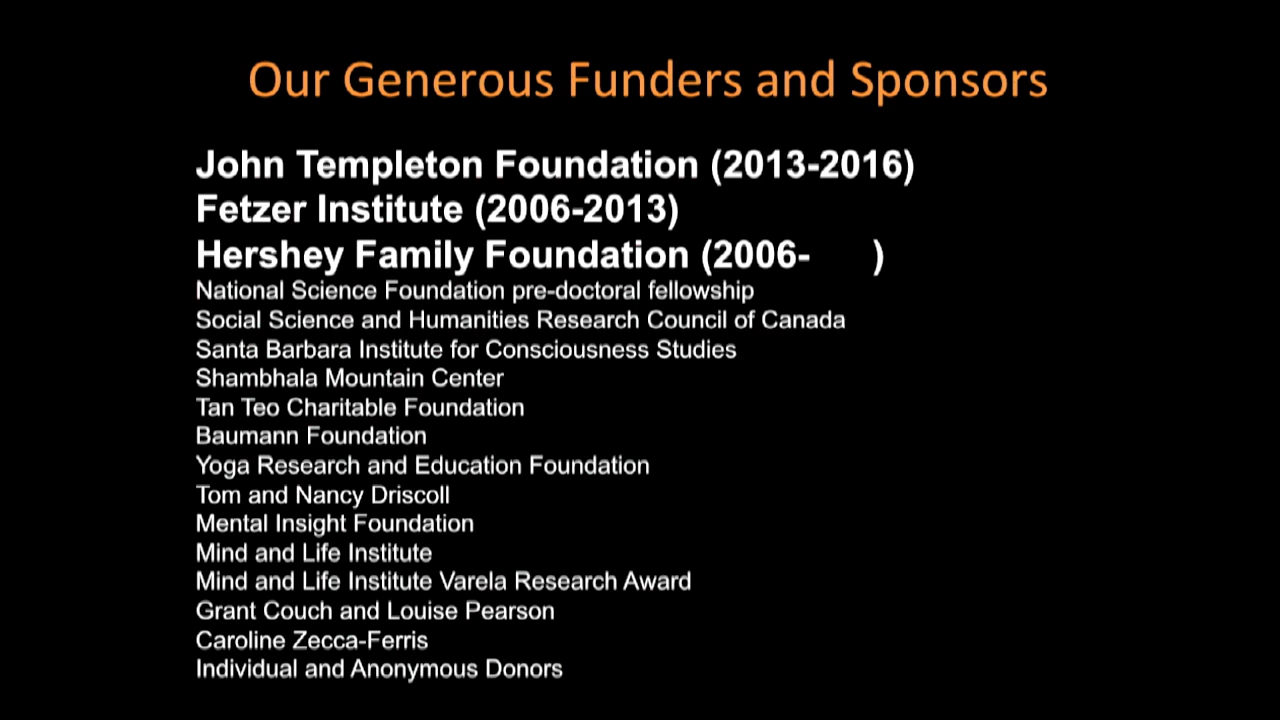 Our Generous Funders and Sponsors
John Templeton Foundation (2013-2016)
Fetzer Institute (2006-2013)
Hershey Family Foundation (2006-      )
National Science Foundation pre-doctoral fellowship
Social Science and Humanities Research Council of Canada
Santa Barbara Institute for Consciousness Studies
Shambhala Mountain Center
Tan Teo Charitable Foundation
Baumann Foundation
Yoga Research and Education Foundation
Tom and Nancy Driscoll
Mental Insight Foundation
Mind and Life Institute
Mind and Life Institute Varela Research Award
Grant Couch and Louise Pearson
Caroline Zecca-Ferris
Individual and Anonymous Donors